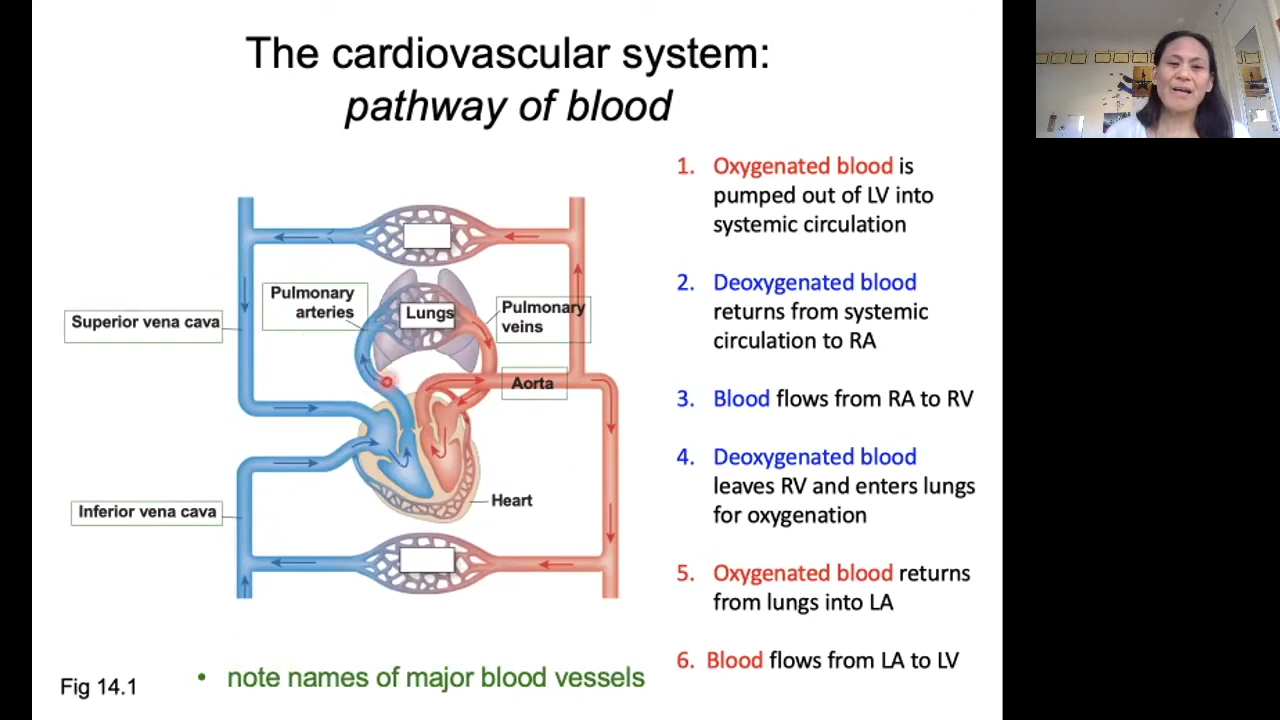 The cardiovascular system:
pathway of blood
Pulmonary
arteries
Lungs
Pulmonary
veins
Superior vena cava
Aorta
Heart
Inferior vena cava
1. Oxygenated blood is
pumped out of LV into
systemic circulation
2. Deoxygenated blood
returns from systemic
circulation to RA
3. Blood flows from RA to RV
4. Deoxygenated blood
leaves RV and enters lungs
for oxygenation
5. Oxygenated blood returns
from lungs into LA
6. Blood flows from LA to LV
• note names of major blood vessels
Fig 14.1